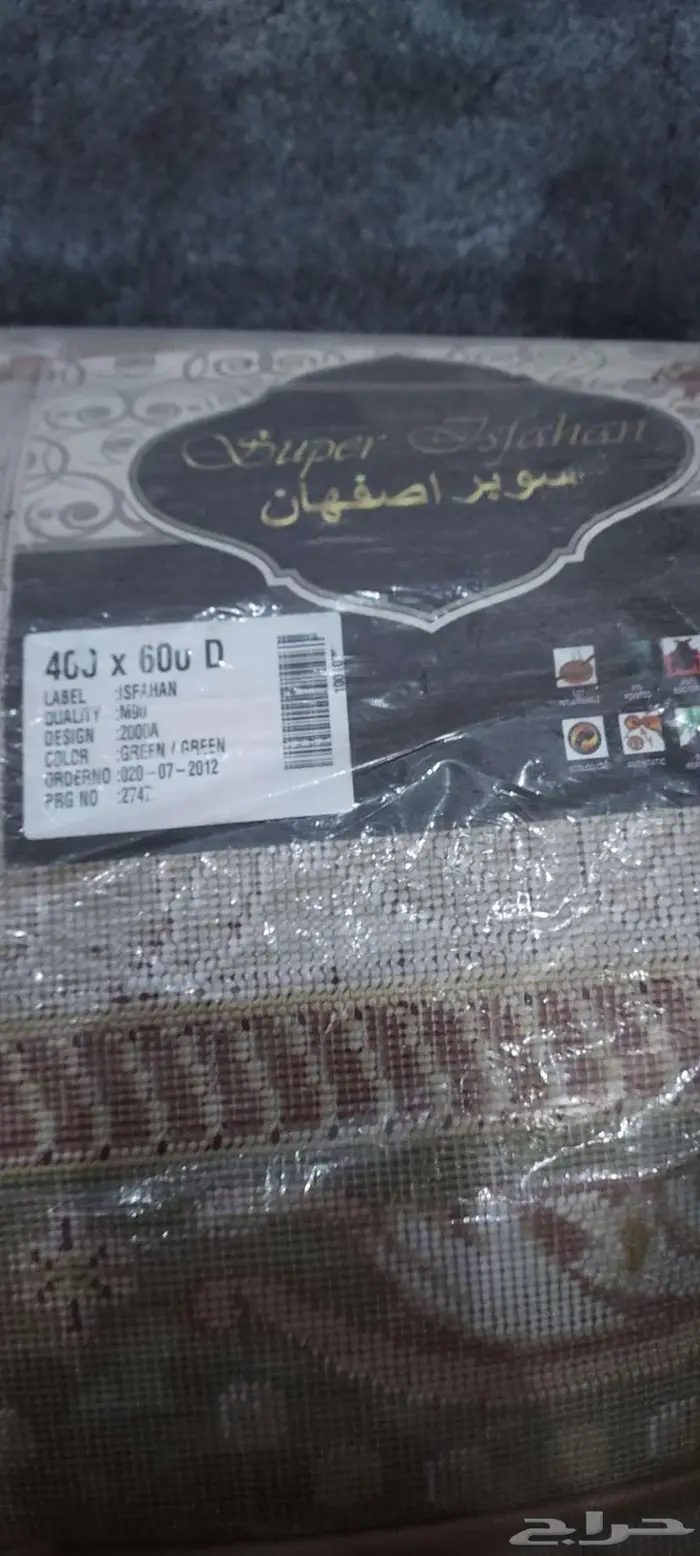 Super Isfahan
سوبر اصفهان
400 x 600 D
LABEL :ISFAHAN
QUALITY :M90
DESIGN :2000A
COLOR :GREEN / GREEN
ORDERNO :020-07-2012
PRG NO :2747
حراج